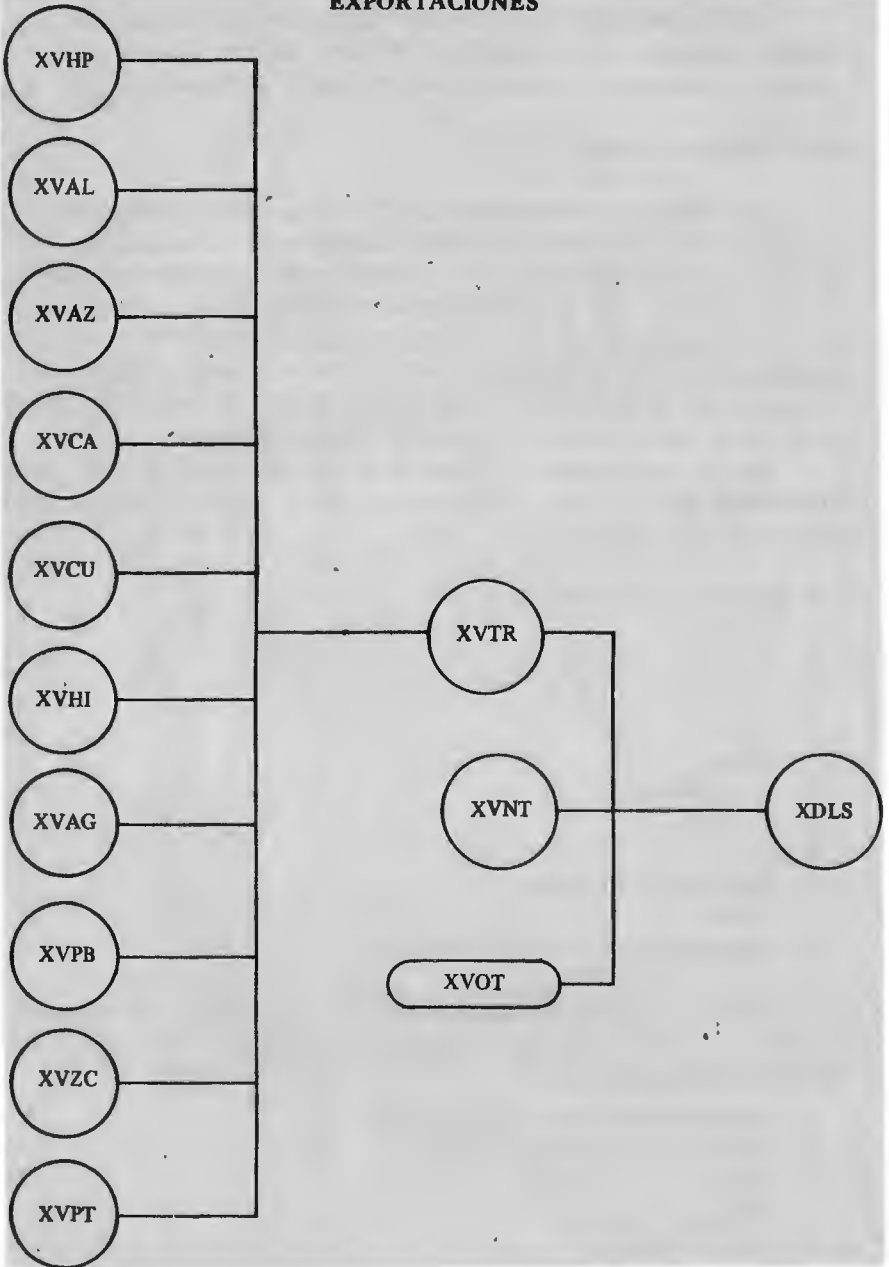 EXPORTACIONES
XVHP
XVAL
XVAZ
XVCA
XVCU
XVHI
XVAG
XVPB
XVZC
XVPT
XVTR
XVNT
XVOT
XDLS